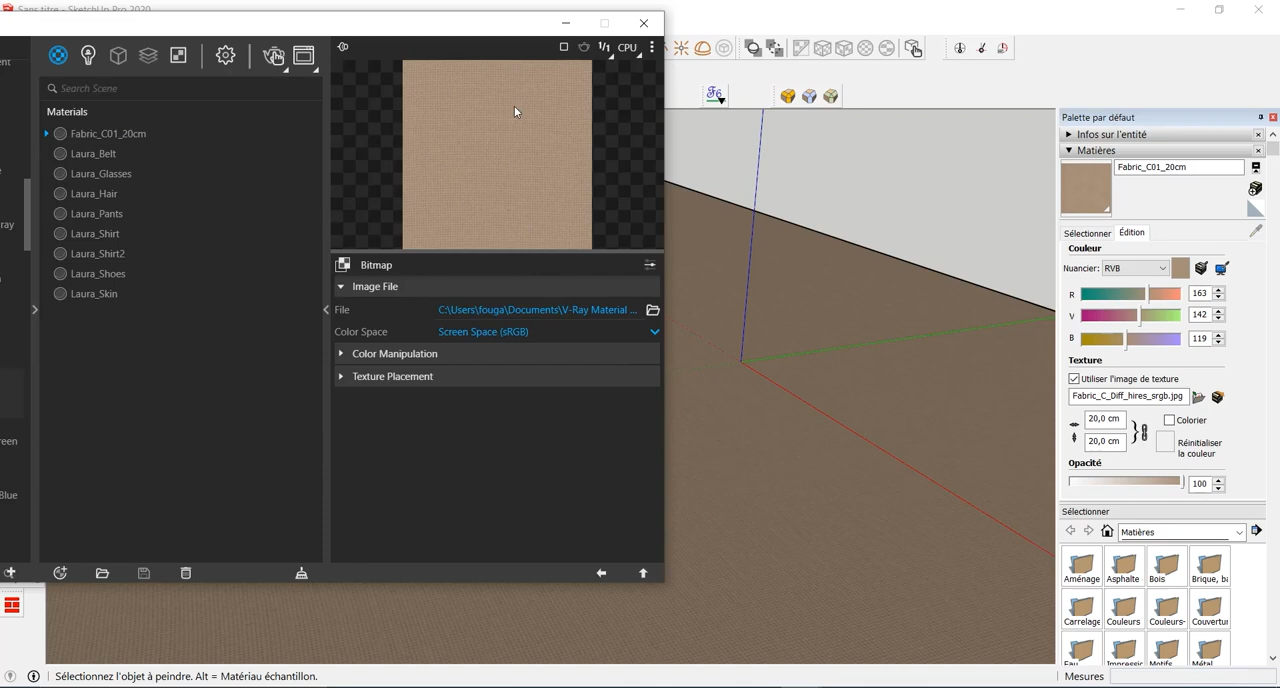 Sans titre - SketchUp Pro 2020
1/1 CPU
Search Scene
Materials
Fabric_C01_20cm
Laura_Belt
Laura_Glasses
Laura_Hair
Laura_Pants
Laura_Shirt
Laura_Shirt2
Laura_Shoes
Laura_Skin
Bitmap
Image File
File C:\Users\fouga\Documents\V-Ray Material ...
Color Space Screen Space (sRGB)
Color Manipulation
Texture Placement
Palette par défaut
Infos sur l'entité
Matières
Fabric_C01_20cm
Sélectionner Édition
Couleur
Nuancier: RVB
R 163
V 142
B 119
Texture
Utiliser l'image de texture
Fabric_C_Diff_hires_srgb.jpg
20,0 cm Colorier
20,0 cm Réinitialiser
la couleur
Opacité
100
Sélectionner
Matières
Aménage Asphalte Bois Brique, ba
Carrelage Couleurs Couleurs- Couvertur
Eau Impressic Motifs Métal
Sélectionnez l'objet à peindre. Alt = Matériau échantillon.
Mesures